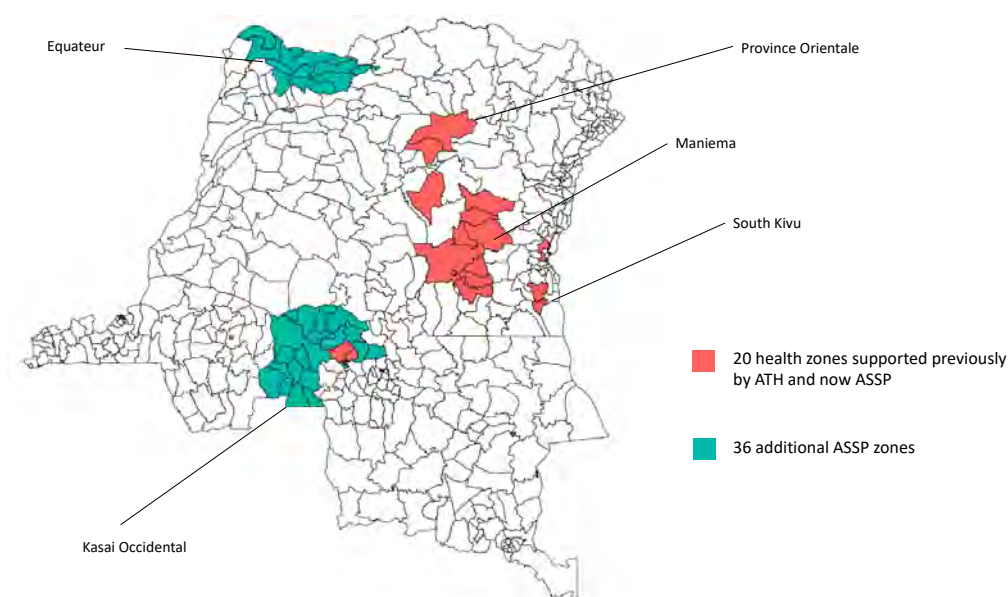 Equateur
Province Orientale
Maniema
South Kivu
20 health zones supported previously
by ATH and now ASSP
36 additional ASSP zones
Kasai Occidental